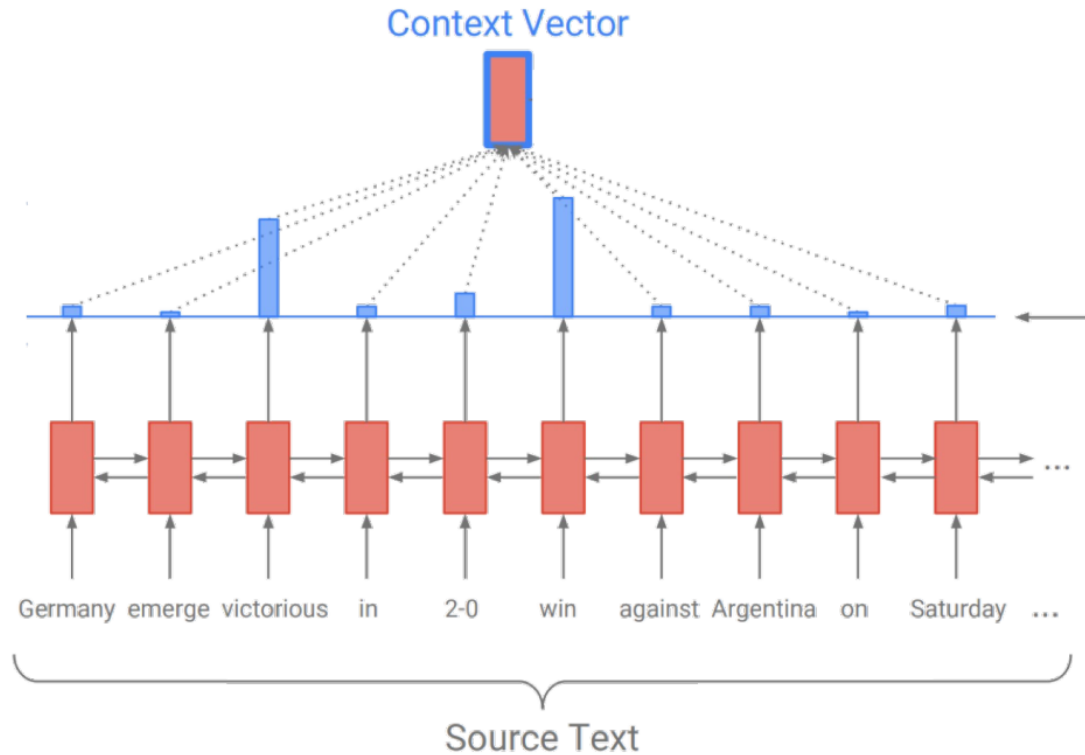 Context Vector
...
Germany emerge victorious in 2-0 win against Argentina on Saturday ...
Source Text